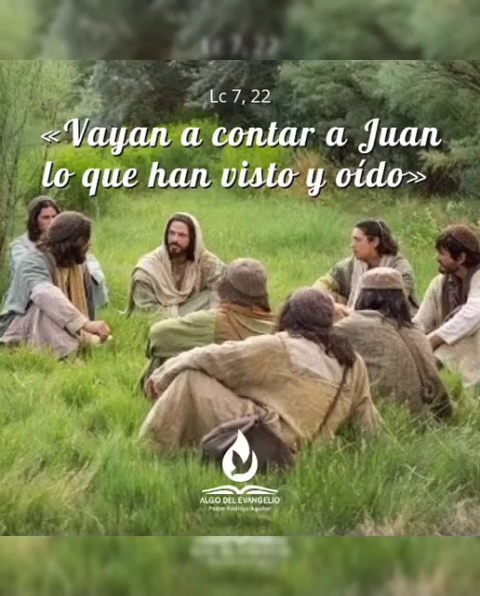 Lc 7, 22
«Vayan a contar a Juan
lo que han visto y oído»
ALGO DEL EVANGELIO
Padre Rodrigo Aguilar